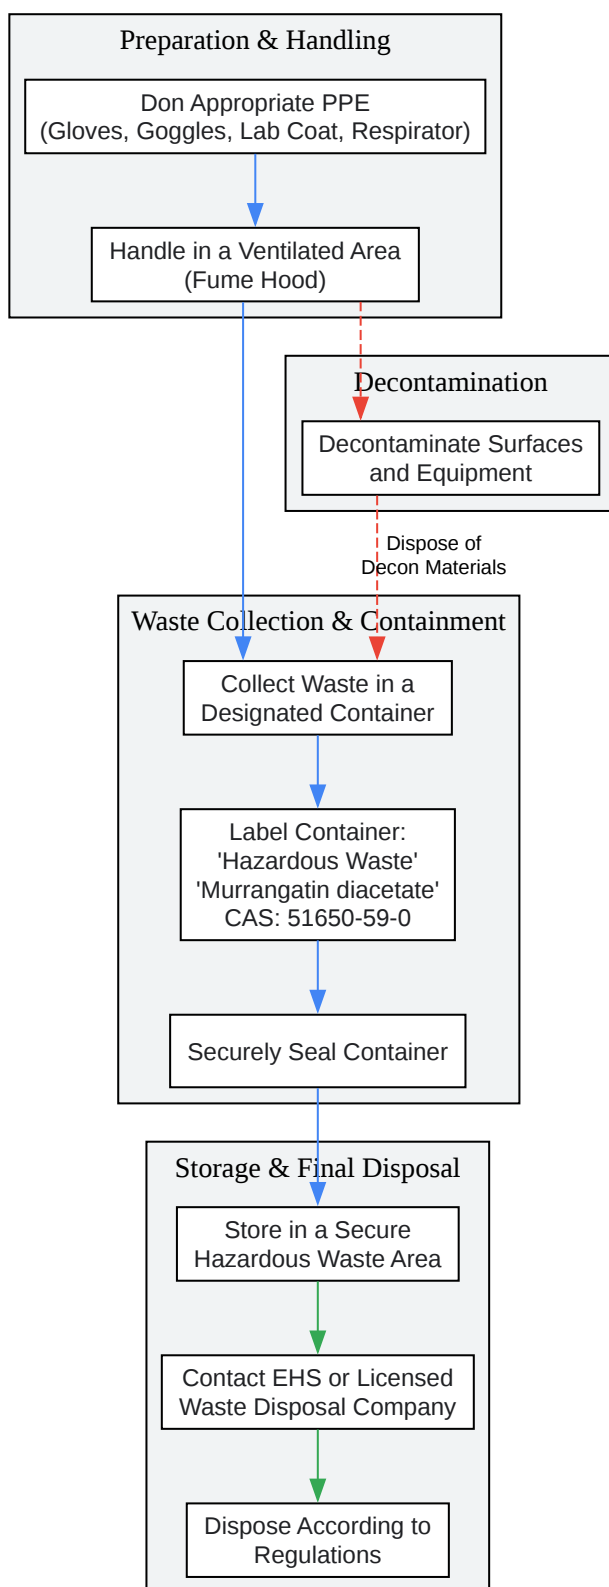 Preparation & Handling
Don Appropriate PPE
(Gloves, Goggles, Lab Coat, Respirator)
Handle in a Ventilated Area
(Fume Hood)
Decontamination
Decontaminate Surfaces
and Equipment
Dispose of
Decon Materials
Waste Collection & Containment
Collect Waste in a
Designated Container
Label Container:
'Hazardous Waste'
'Murrangatin diacetate'
CAS: 51650-59-0
Securely Seal Container
Storage & Final Disposal
Store in a Secure
Hazardous Waste Area
Contact EHS or Licensed
Waste Disposal Company
Dispose According to
Regulations